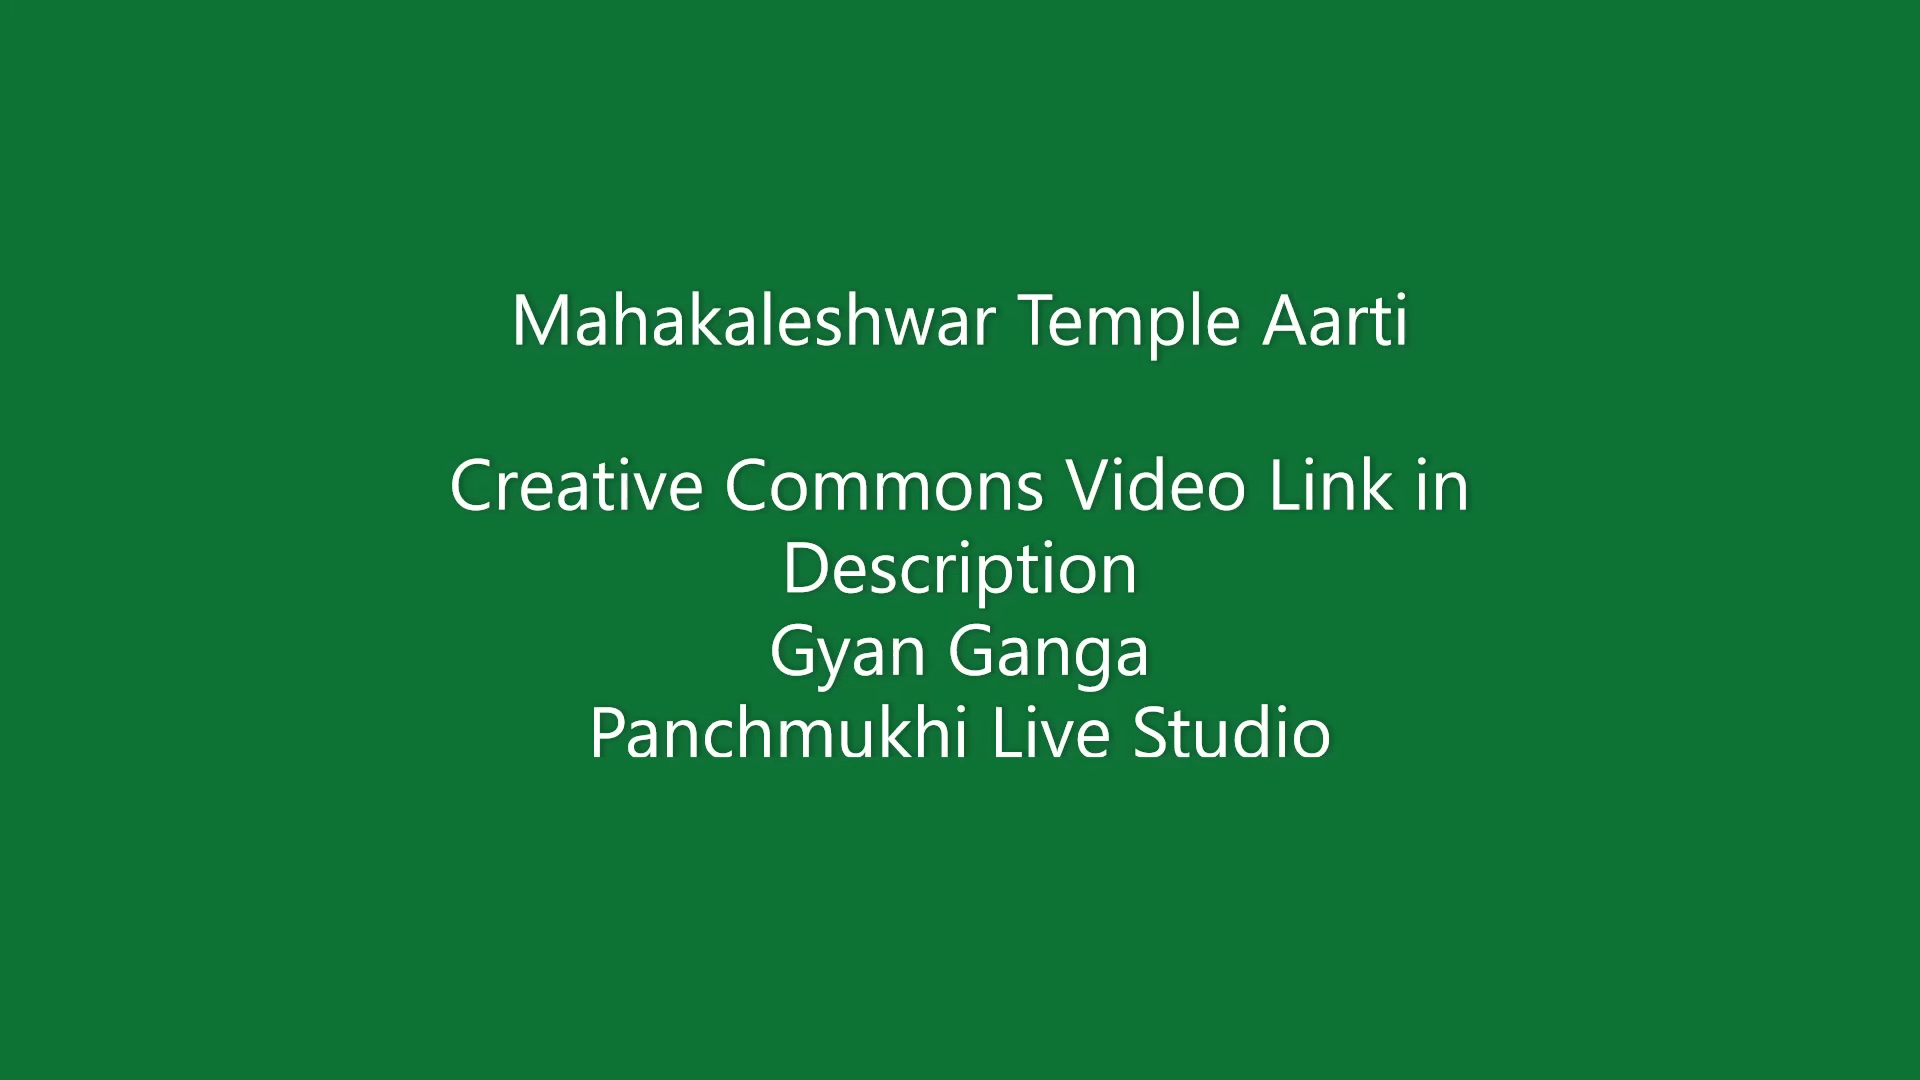 Mahakaleshwar Temple Aarti
Creative Commons Video Link in
Description
Gyan Ganga
Panchmukhi Live Studio